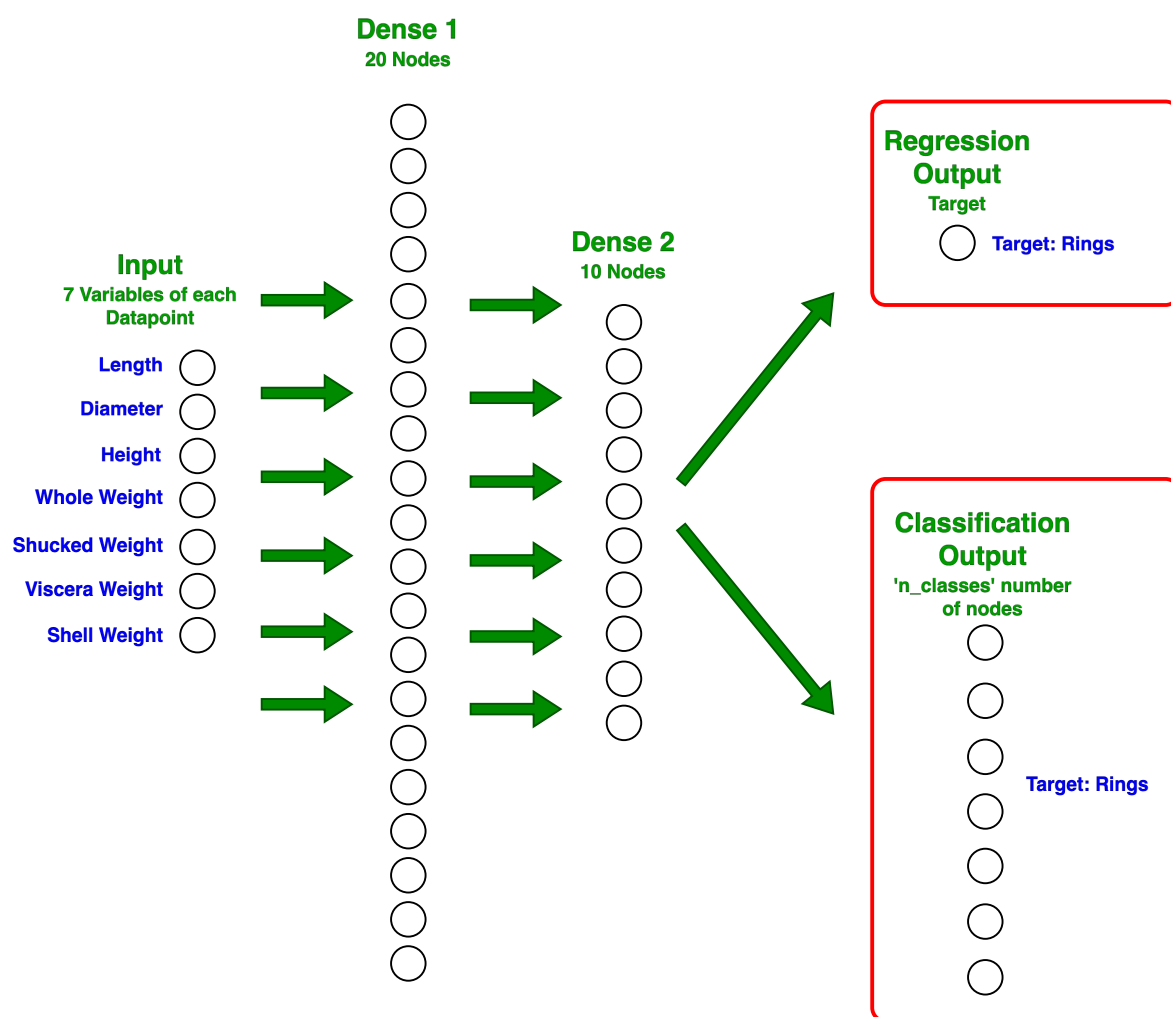 Dense 1
20 Nodes
Input
7 Variables of each
Datapoint
Length
Diameter
Height
Whole Weight
Shucked Weight
Viscera Weight
Shell Weight
Dense 2
10 Nodes
Regression
Output
Target
Target: Rings
Classification
Output
'n_classes' number
of nodes
Target: Rings